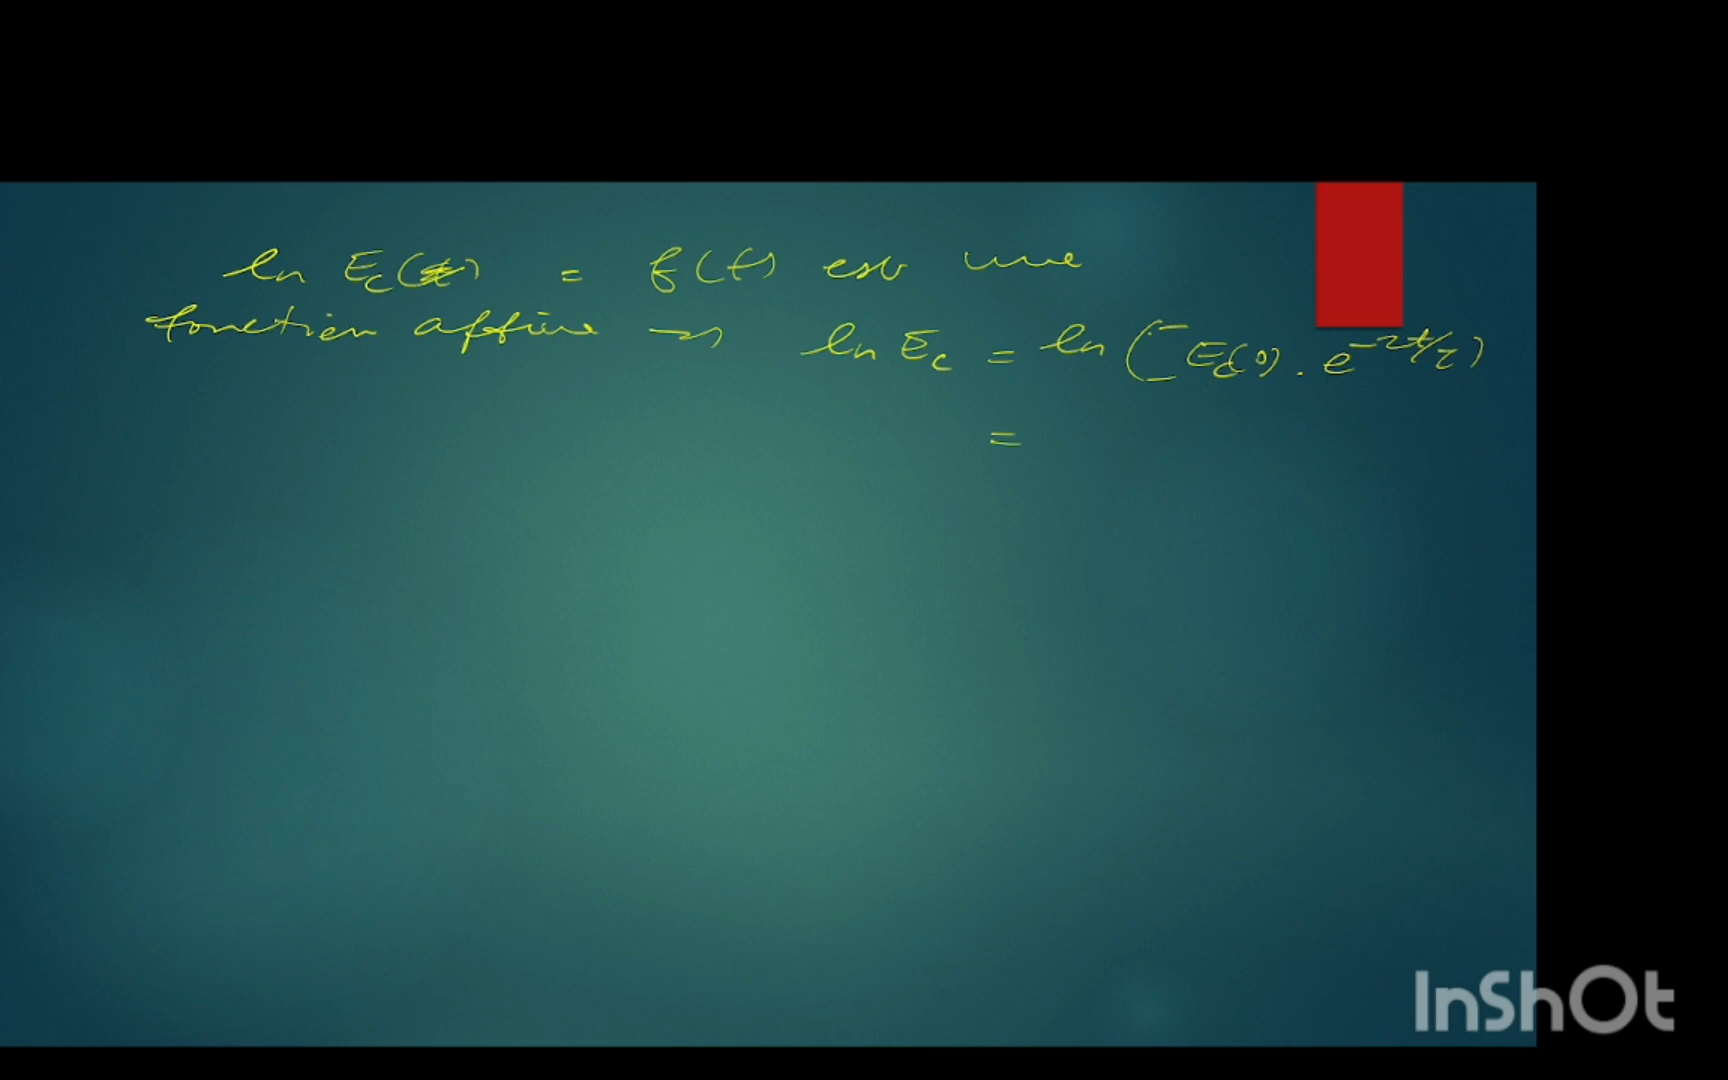 ln Ec(t) = f(t) est une
fonction affine → ln Ec = ln ( Ec(0) . e^-2t/τ )
=
InShOt